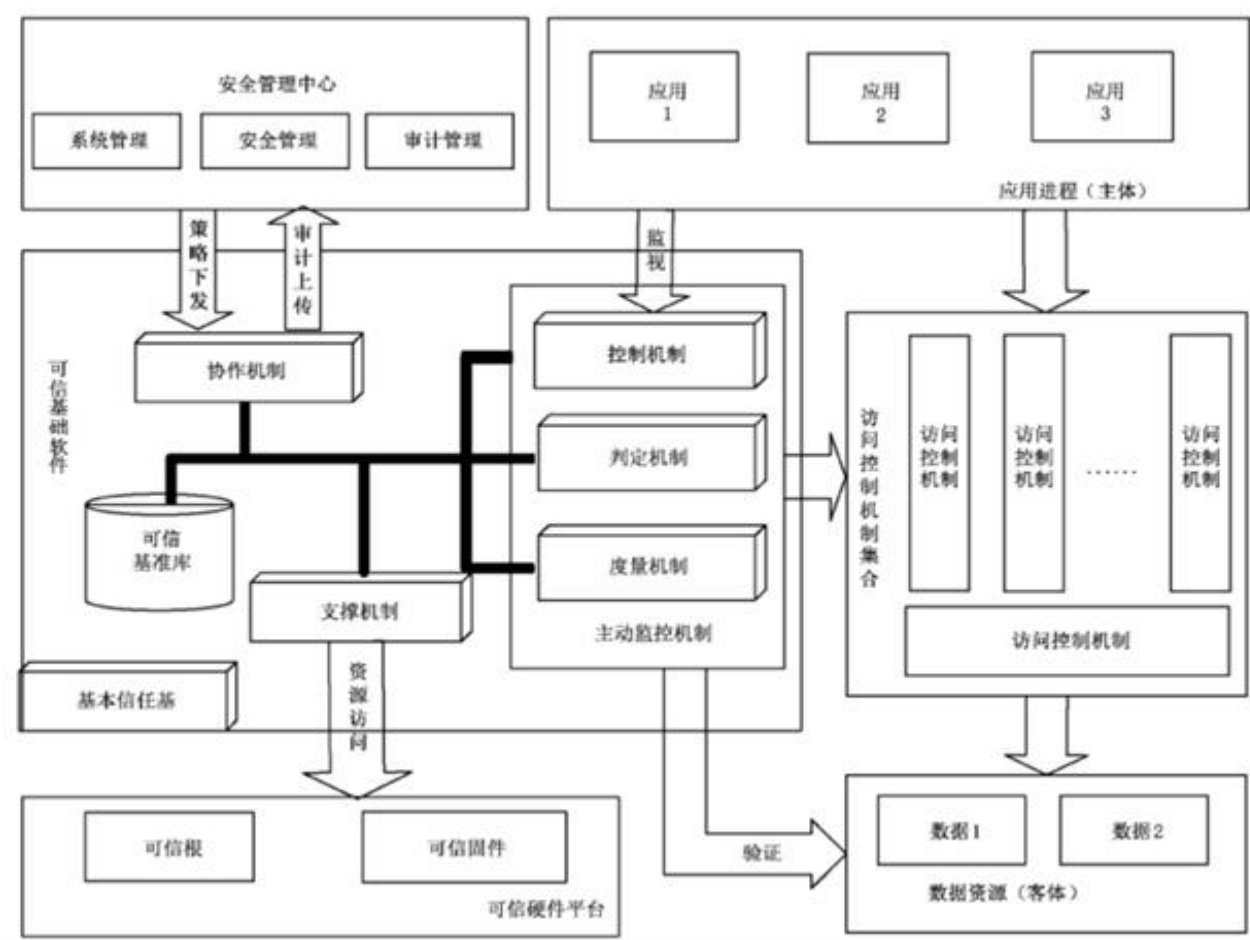 安全管理中心
系统管理
安全管理
审计管理
应用
1
应用
2
应用
3
应用进程（主体）
策略下发
审计上传
监视
可信基础软件
协作机制
可信
基准库
支撑机制
基本信任基
控制机制
判定机制
度量机制
主动监控机制
访问控制机制集合
访问
控制
机制
访问
控制
机制
......
访问
控制
机制
访问控制机制
资源访问
可信根
可信固件
可信硬件平台
验证
数据1
数据2
数据资源（客体）